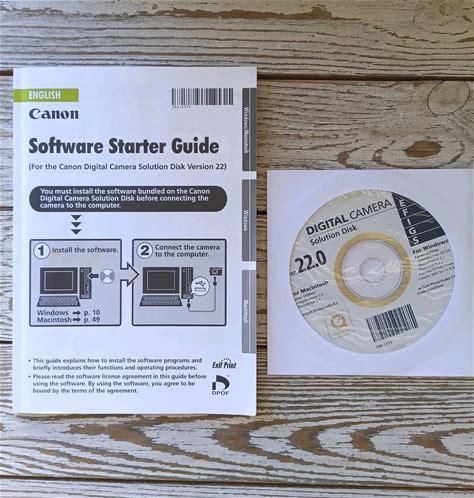 ENGLISH
Canon
Software Starter Guide
(For the Canon Digital Camera Solution Disk Version 22)
You must install the software bundled on the Canon
Digital Camera Solution Disk before connecting the
camera to the computer.
1 Install the software.
Windows → p. 10
Macintosh → p. 49
2 Connect the camera
to the computer.
• This guide explains how to install the software programs and
briefly introduces their functions and operating procedures.
• Please read the software license agreement in this guide before
using the software. By using the software, you agree to be
bound by the terms of the agreement.
Exif Print
DPOF
Windows/Macintosh
Windows
Macintosh
DIGITAL CAMERA
Solution Disk
22.0
E F I G S
For Windows
For Macintosh